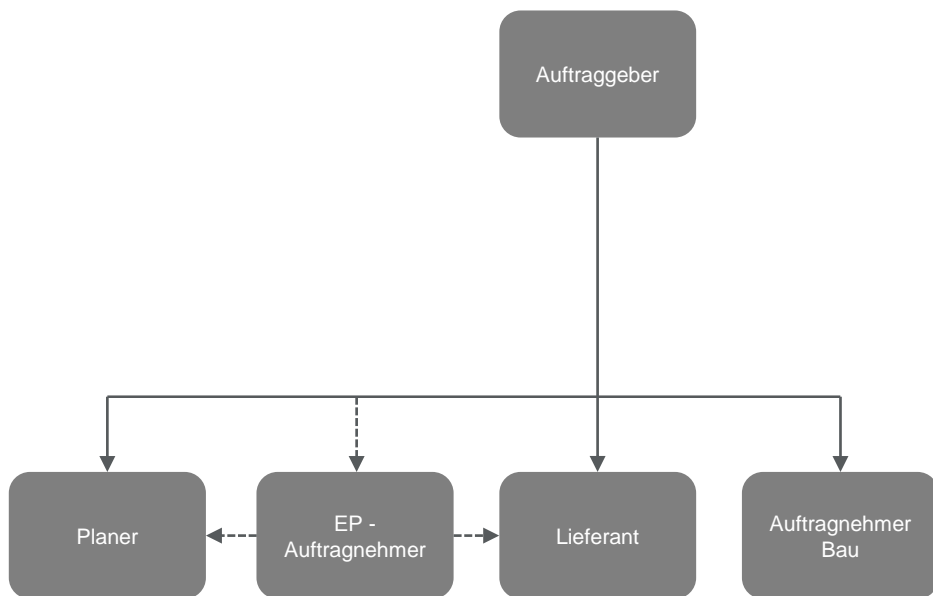 Auftraggeber
Planer
EP -
Auftragnehmer
Lieferant
Auftragnehmer
Bau